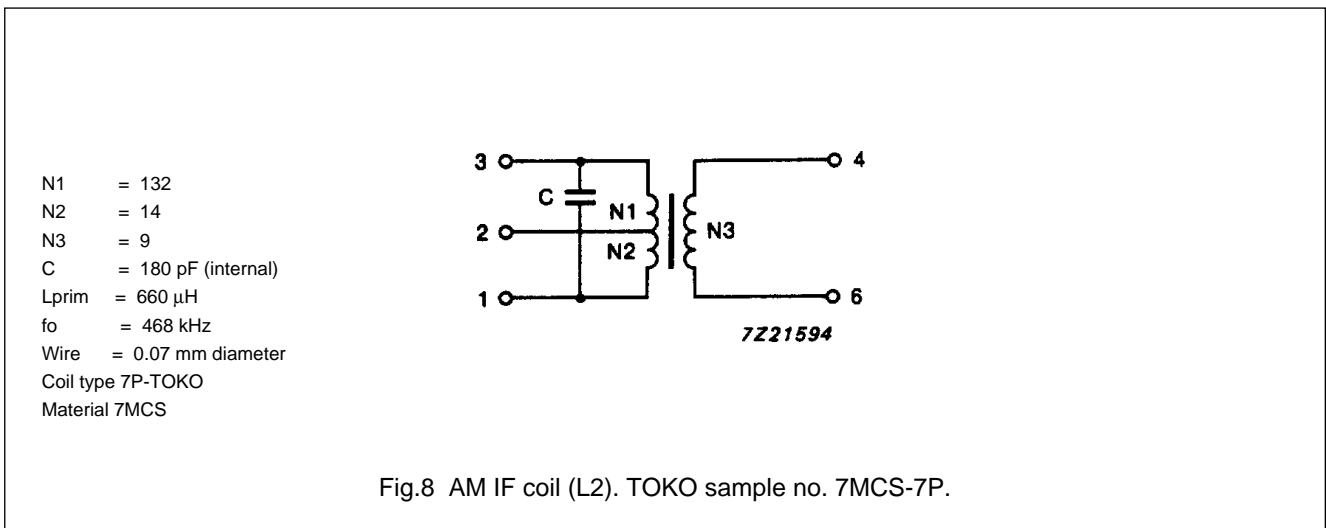 N1 = 132
N2 = 14
N3 = 9
C = 180 pF (internal)
Lprim = 660 μH
fo = 468 kHz
Wire = 0.07 mm diameter
Coil type 7P-TOKO
Material 7MCS
3
C
N1
2
N2
1
N3
4
6
7Z21594
Fig.8 AM IF coil (L2). TOKO sample no. 7MCS-7P.